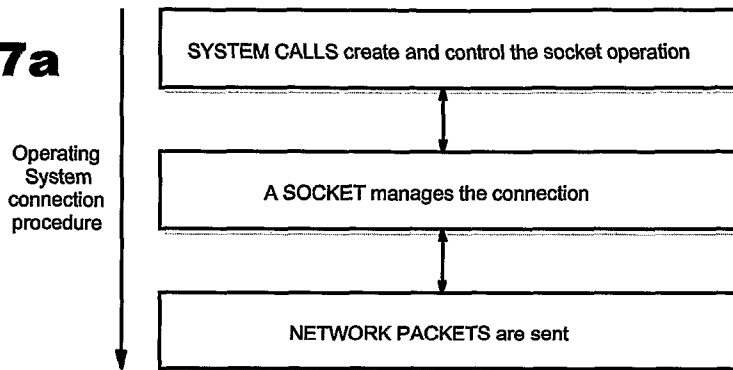 7a
SYSTEM CALLS create and control the socket operation
Operating
System
connection
procedure
A SOCKET manages the connection
NETWORK PACKETS are sent